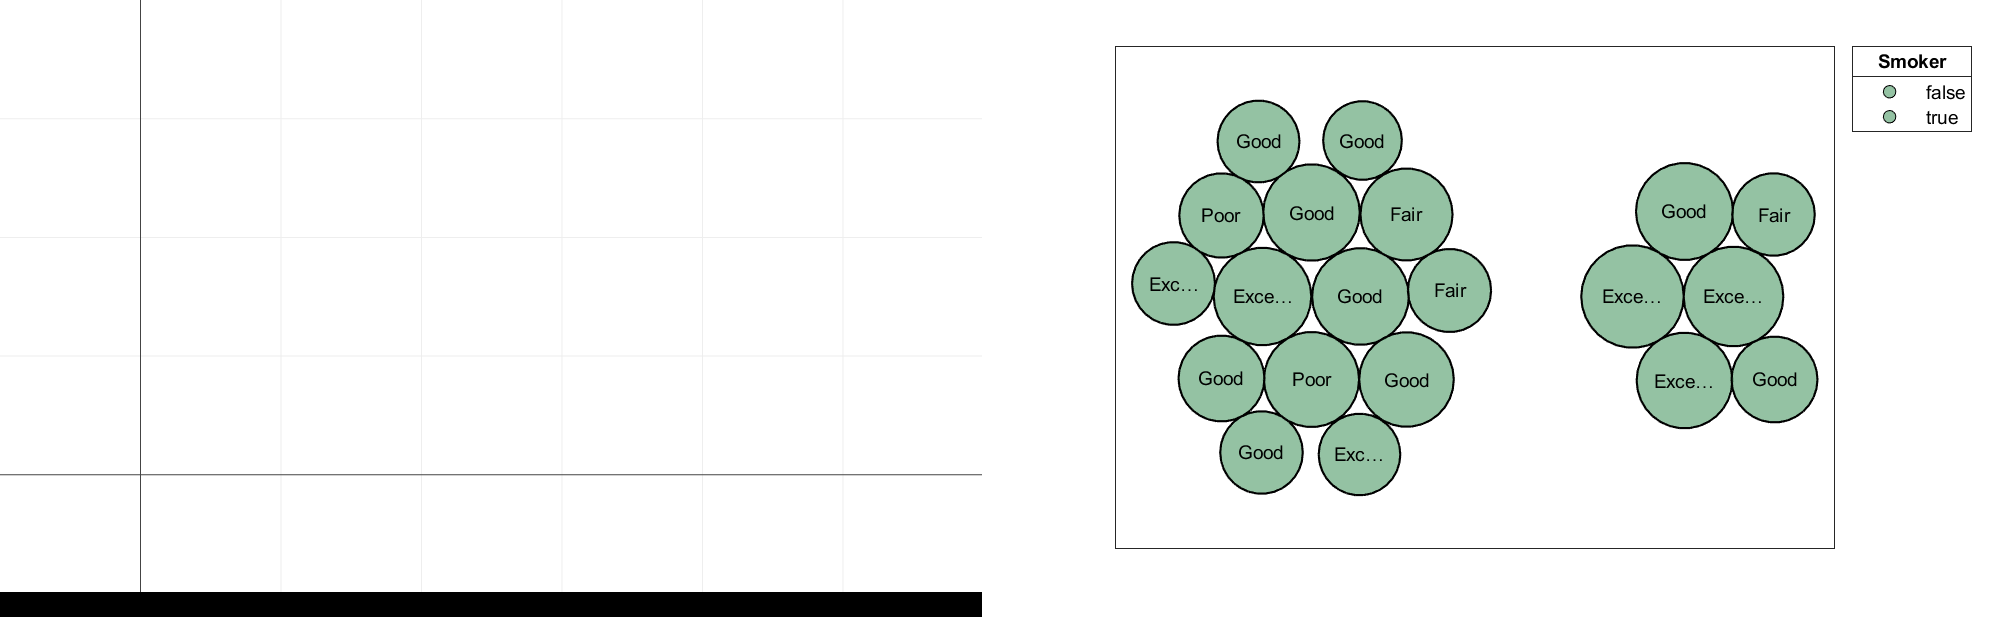 Smoker
false
true
Good Good
Poor Good Fair
Exc… Exce… Good Fair
Good Poor Good
Good Exc…
Good Fair
Exce… Exce…
Exce… Good